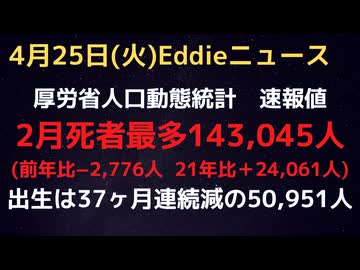 4月25日(火)Eddieニュース
厚労省人口動態統計　速報値
2月死者最多143,045人
(前年比−2,776人 21年比＋24,061人)
出生は37ヶ月連続減の50,951人